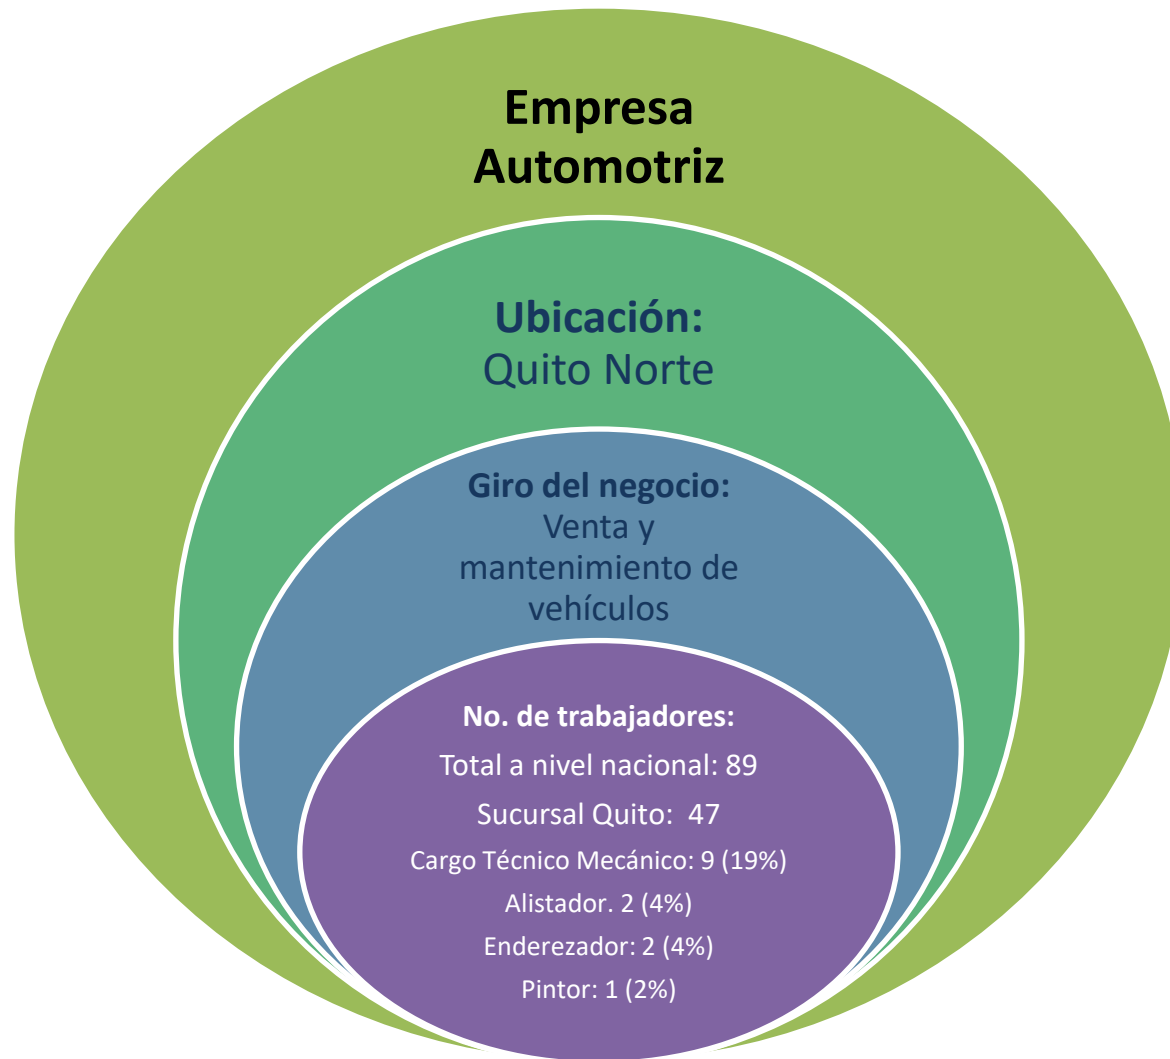 Empresa
Automotriz
Ubicación:
Quito Norte
Giro del negocio:
Venta y
mantenimiento de
vehículos
No. de trabajadores:
Total a nivel nacional: 89
Sucursal Quito:  47
Cargo Técnico Mecánico: 9 (19%)
Alistador. 2 (4%)
Enderezador: 2 (4%)
Pintor: 1 (2%)